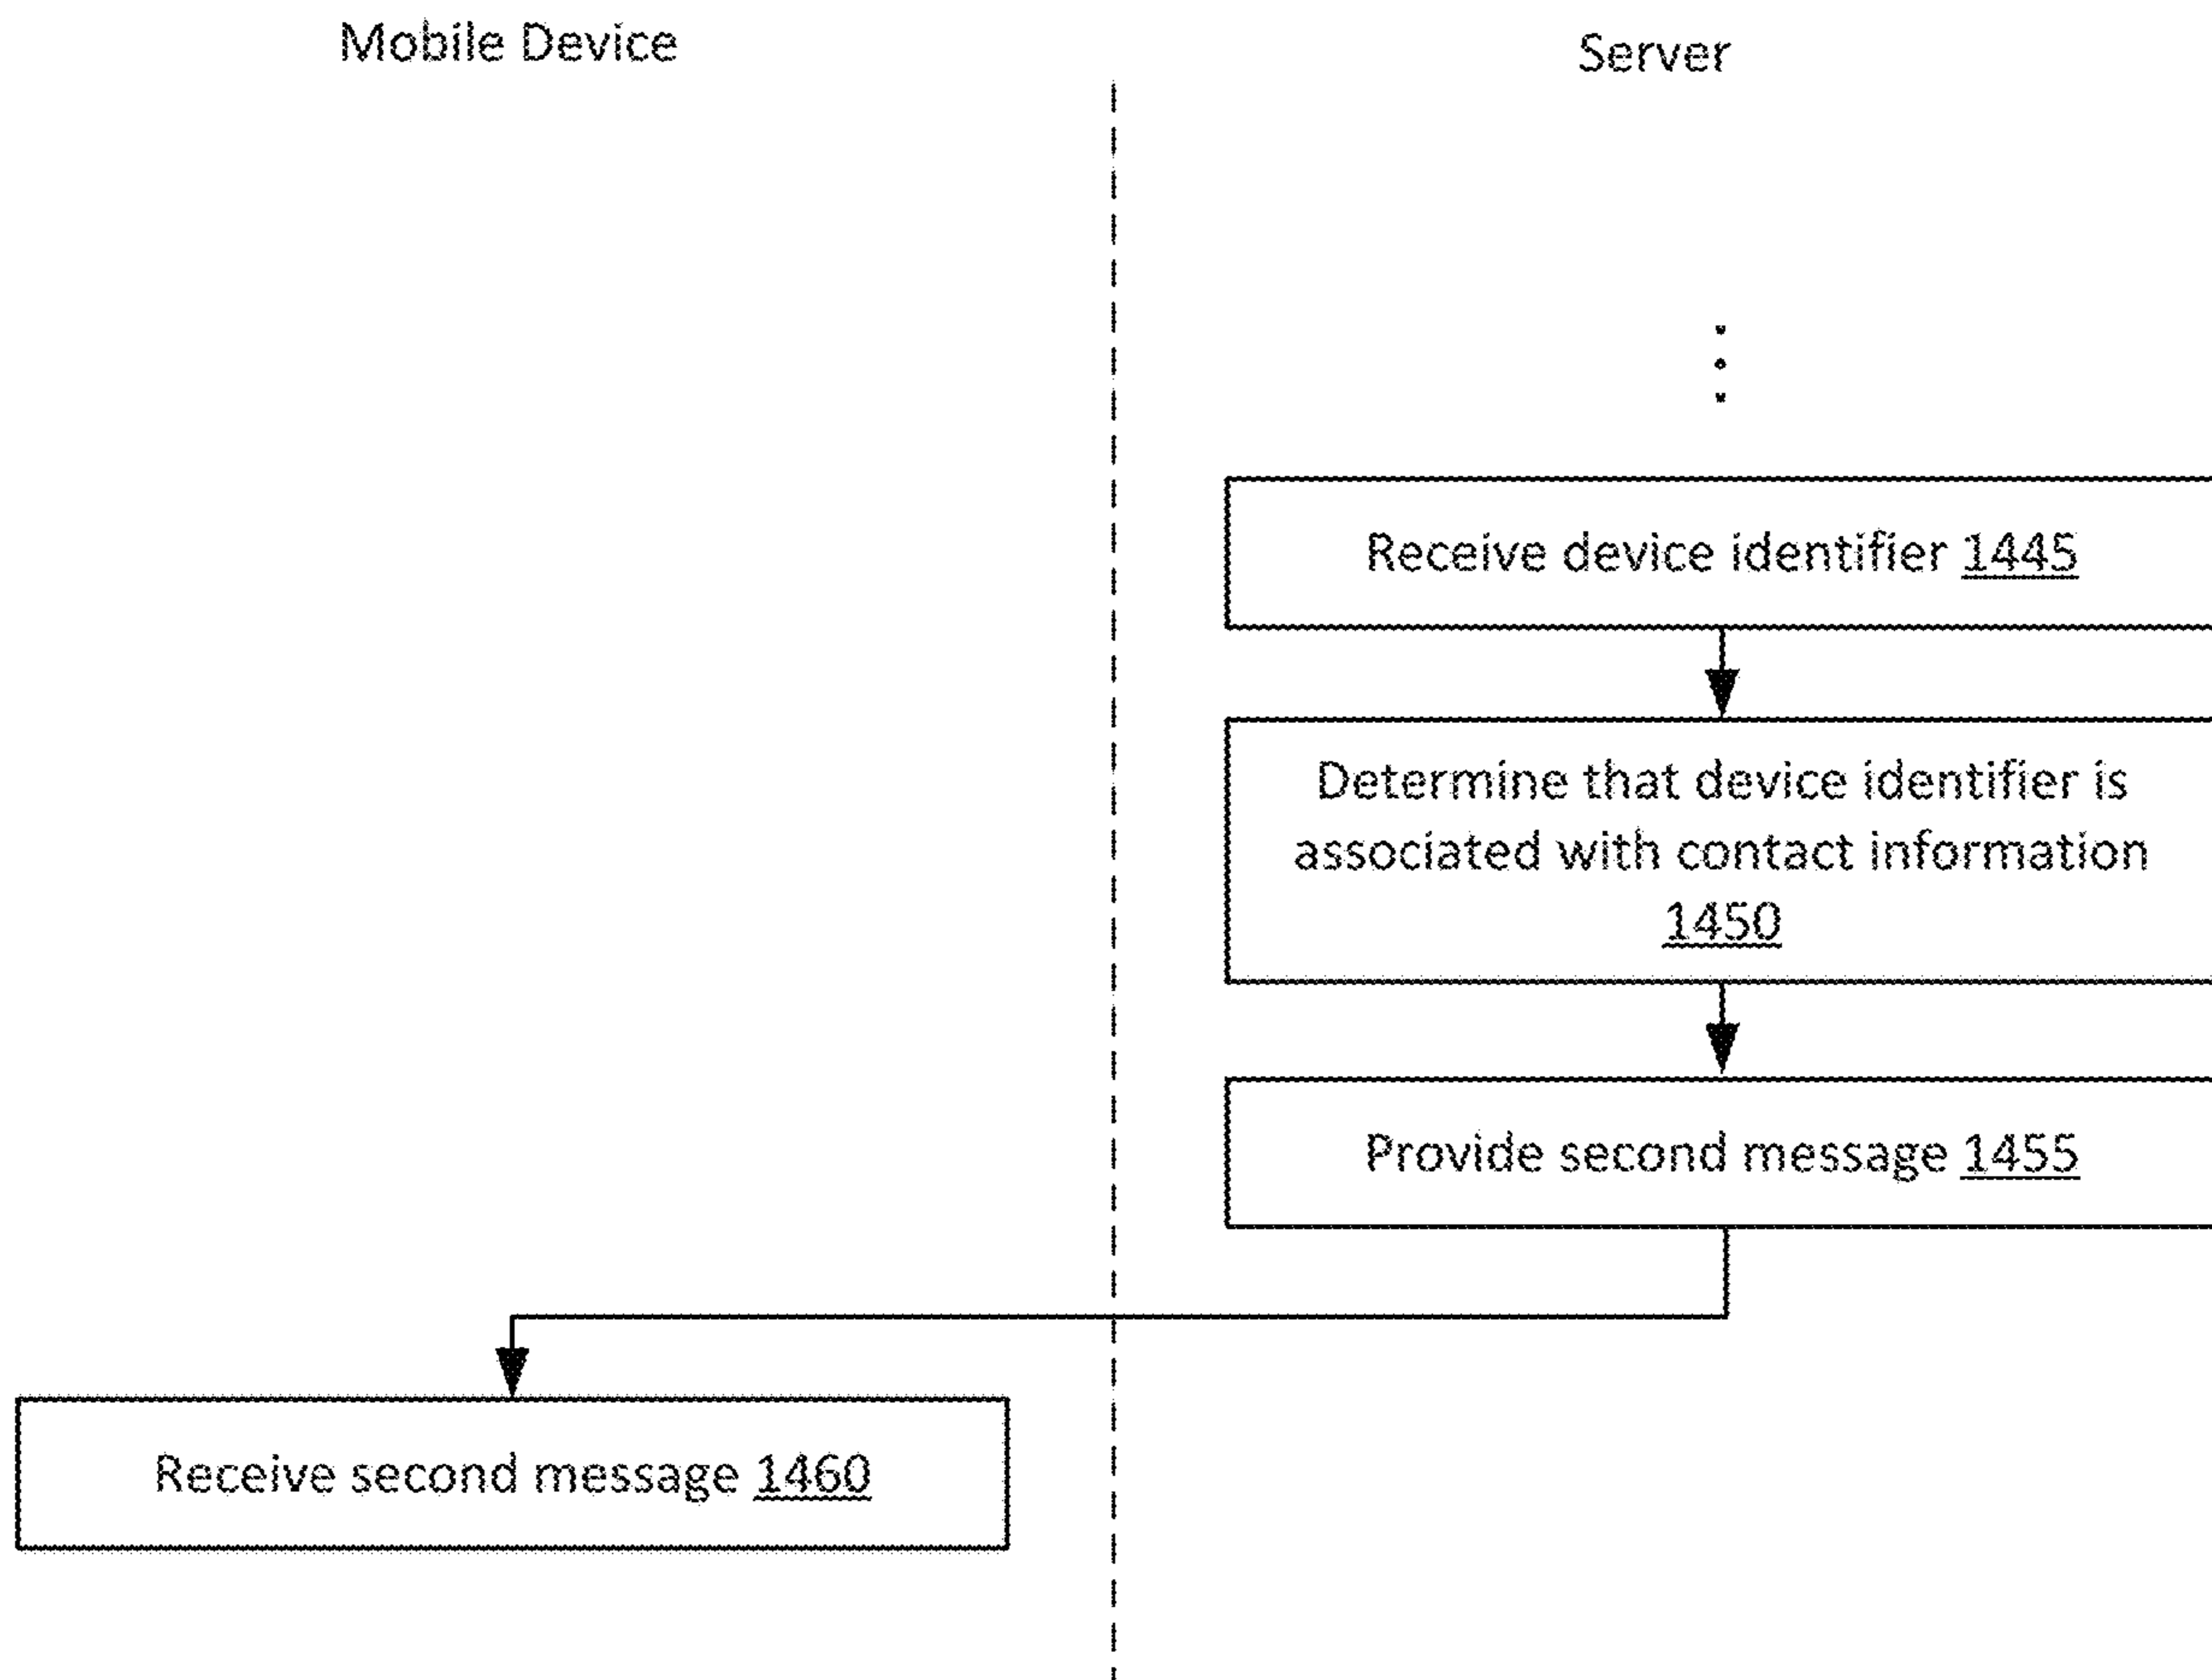 Mobile Device
Server
Receive device identifier 1445
Determine that device identifier is
associated with contact information
1450
Provide second message 1455
Receive second message 1460